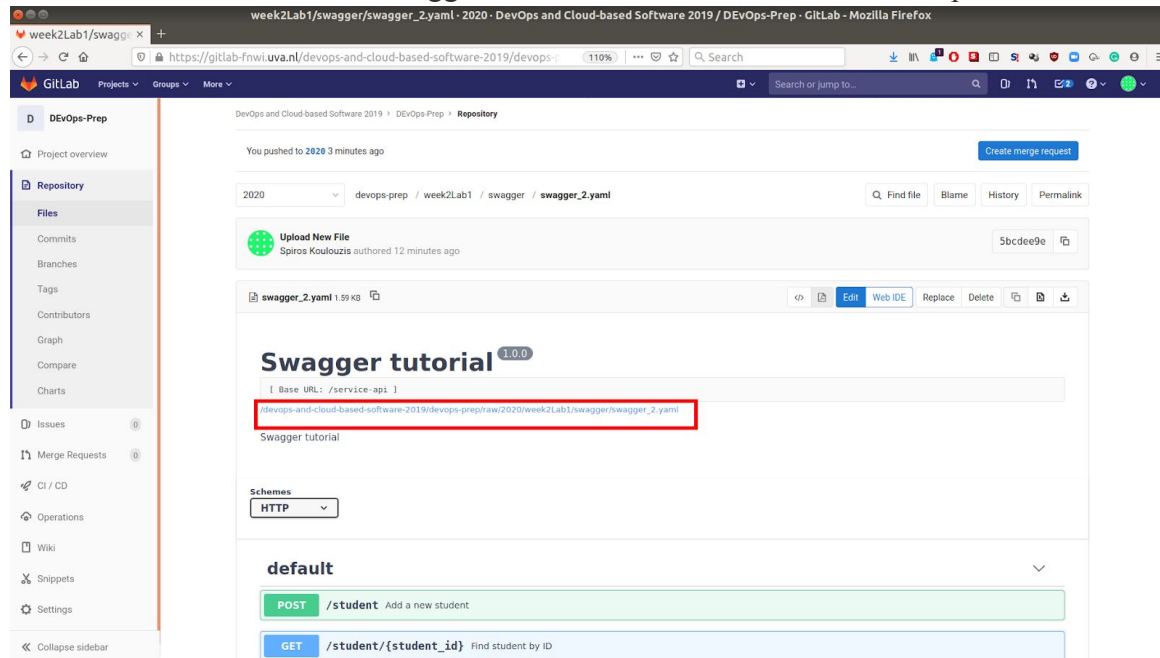 week2Lab1/swagger/swagger_2.yaml · 2020 · DevOps and Cloud-based Software 2019 / DEvOps-Prep · GitLab - Mozilla Firefox
week2Lab1/swagge
https://gitlab-fnwi.uva.nl/devops-and-cloud-based-software-2019/devops-p
110%
Search
GitLab
Projects
Groups
More
Search or jump to...
2
D DEvOps-Prep
Project overview
Repository
Files
Commits
Branches
Tags
Contributors
Graph
Compare
Charts
Issues 0
Merge Requests 0
CI / CD
Operations
Wiki
Snippets
Settings
Collapse sidebar
DevOps and Cloud-based Software 2019 › DEvOps-Prep › Repository
You pushed to 2020 3 minutes ago
Create merge request
2020
devops-prep / week2Lab1 / swagger / swagger_2.yaml
Find file Blame History Permalink
Upload New File
Spiros Koulouzis authored 12 minutes ago
5bcdee9e
swagger_2.yaml 1.59 KB
Edit Web IDE Replace Delete
Swagger tutorial 1.0.0
[ Base URL: /service-api ]
/devops-and-cloud-based-software-2019/devops-prep/raw/2020/week2Lab1/swagger/swagger_2.yaml
Swagger tutorial
Schemes
HTTP
default
POST /student Add a new student
GET /student/{student_id} Find student by ID